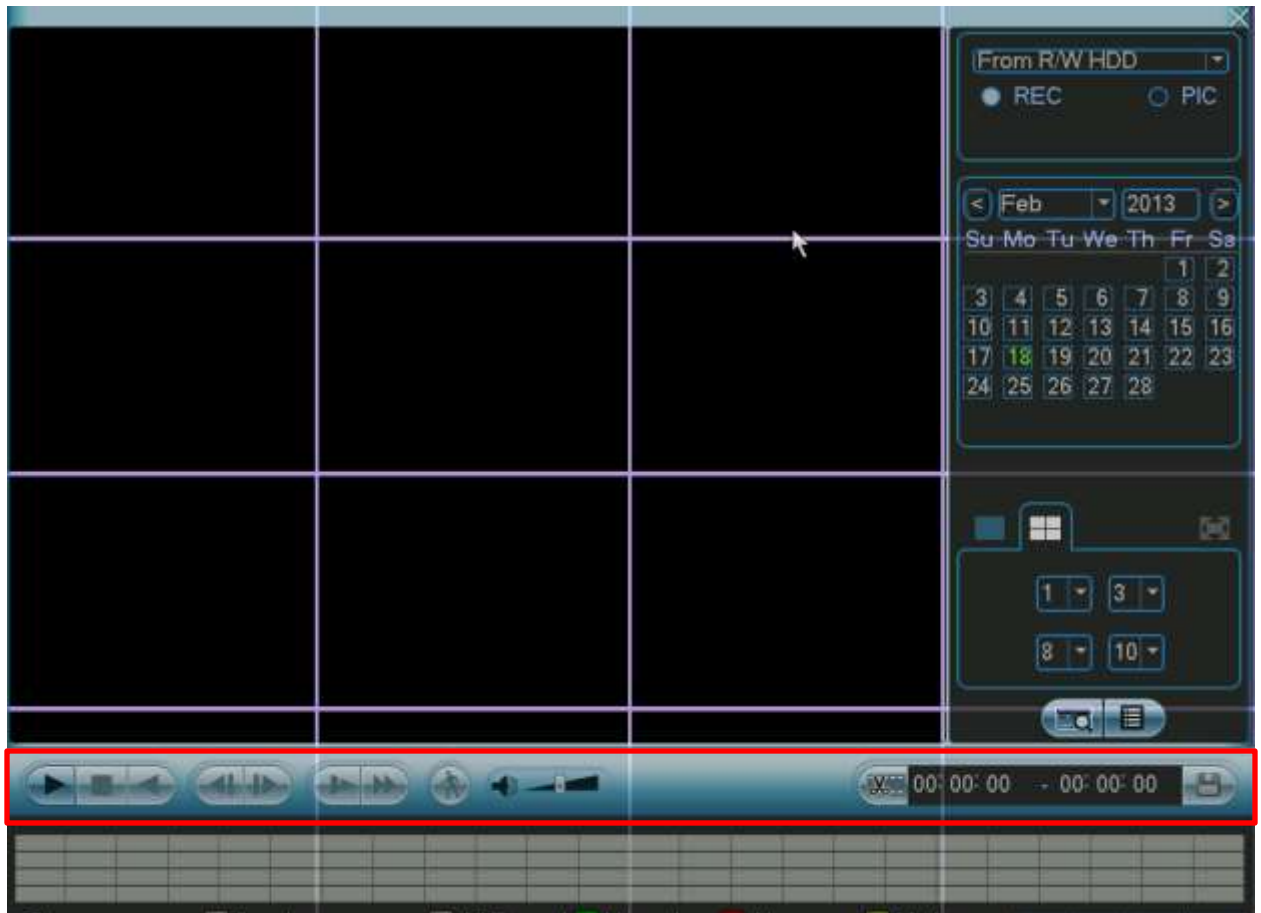 From R/W HDD
REC PIC
< Feb 2013 >
Su Mo Tu We Th Fr Sa
1 2
3 4 5 6 7 8 9
10 11 12 13 14 15 16
17 18 19 20 21 22 23
24 25 26 27 28
1 3
8 10
00: 00: 00 - 00: 00: 00